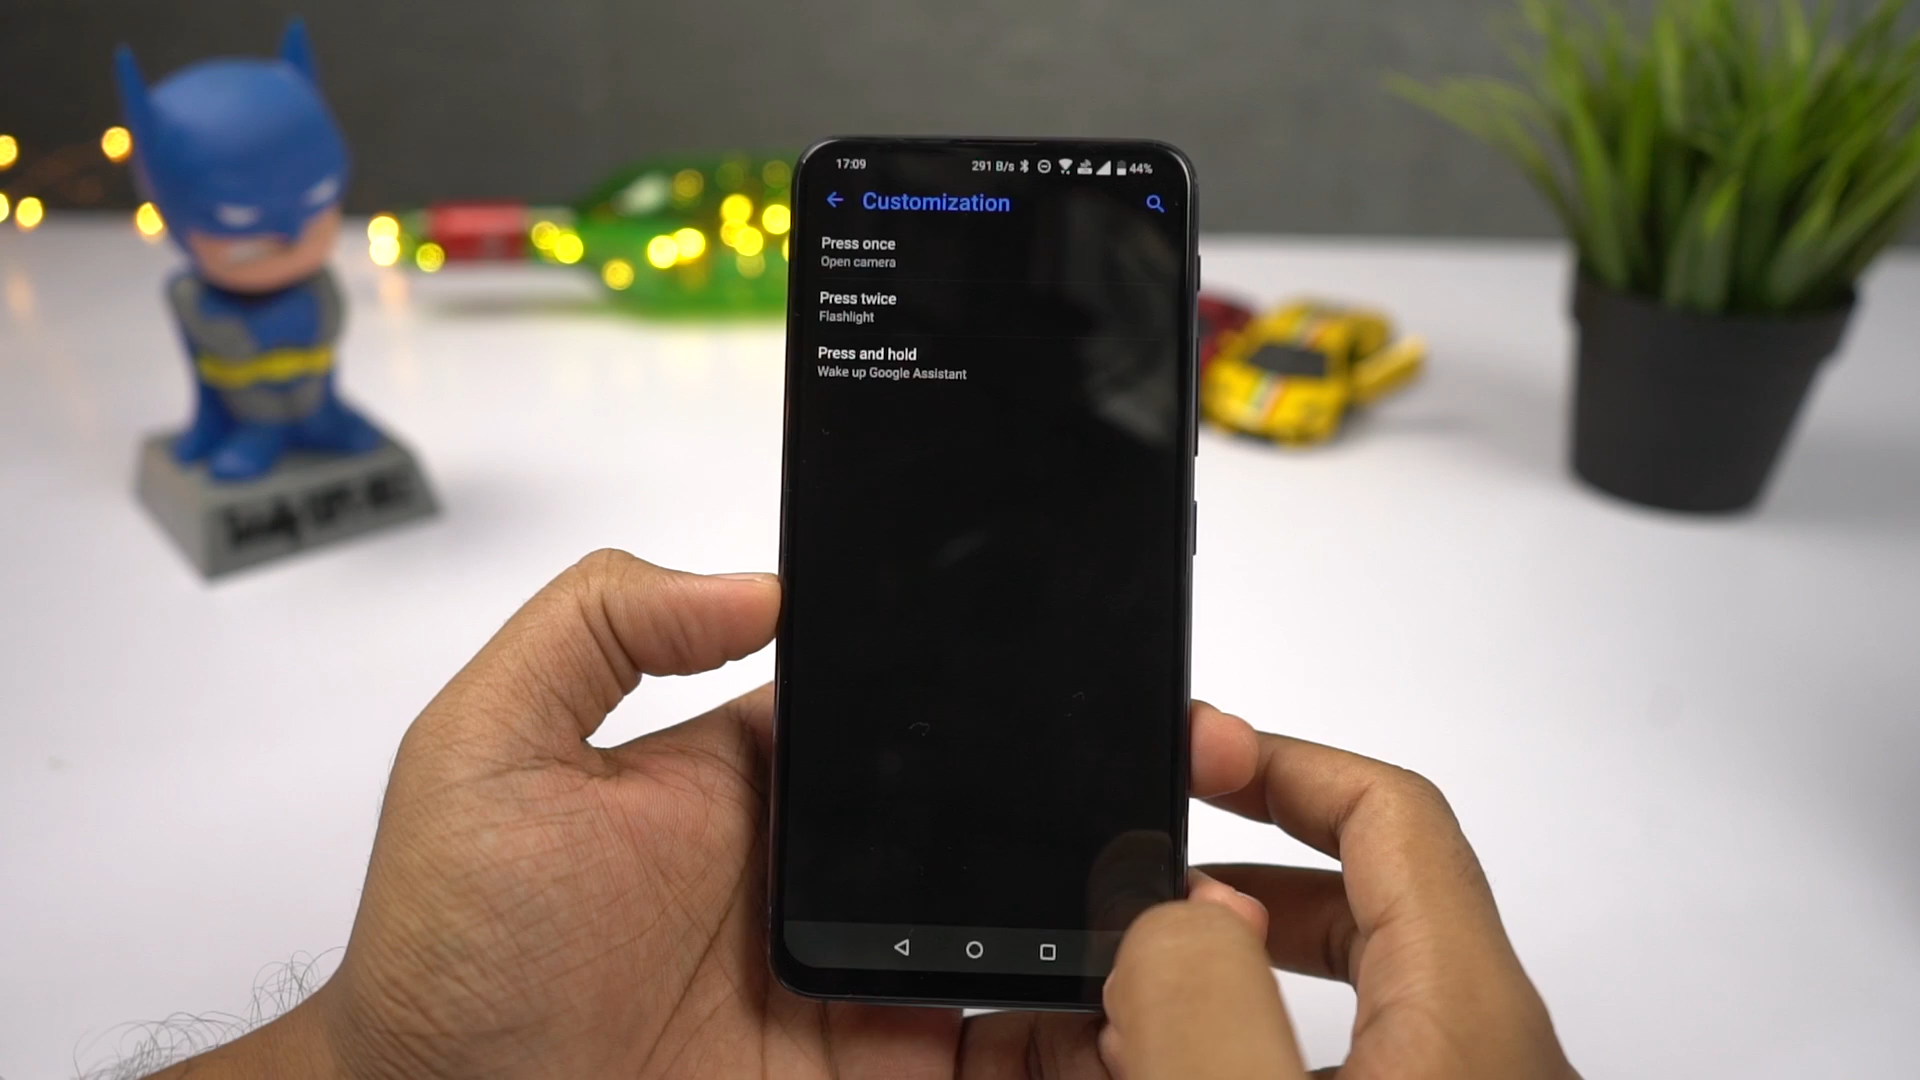 17:09
291 B/s
44%
Customization
Press once
Open camera
Press twice
Flashlight
Press and hold
Wake up Google Assistant